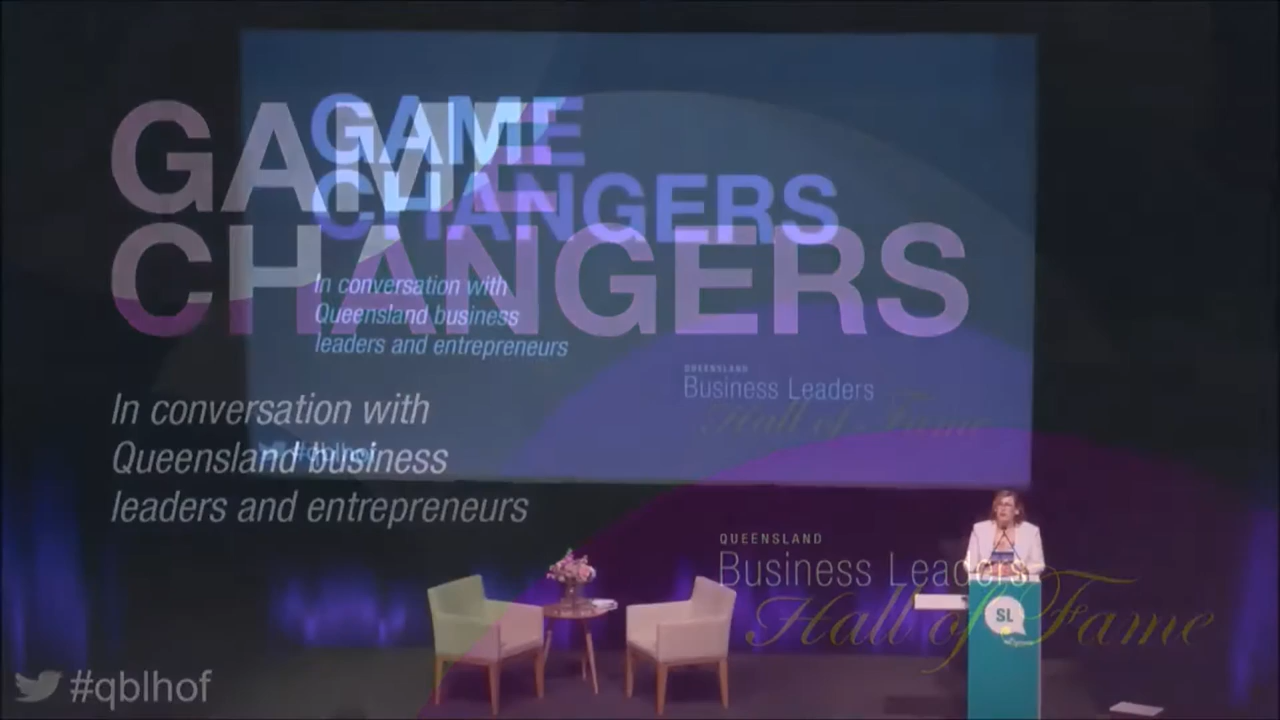 GAME
CHANGERS
In conversation with
Queensland business
leaders and entrepreneurs
QUEENSLAND
Business Leaders
Hall of Fame
#qblhof
GAME
CHANGERS
In conversation with
Queensland business
leaders and entrepreneurs
QUEENSLAND
Business Leaders
Hall of Fame
#qblhof
SL